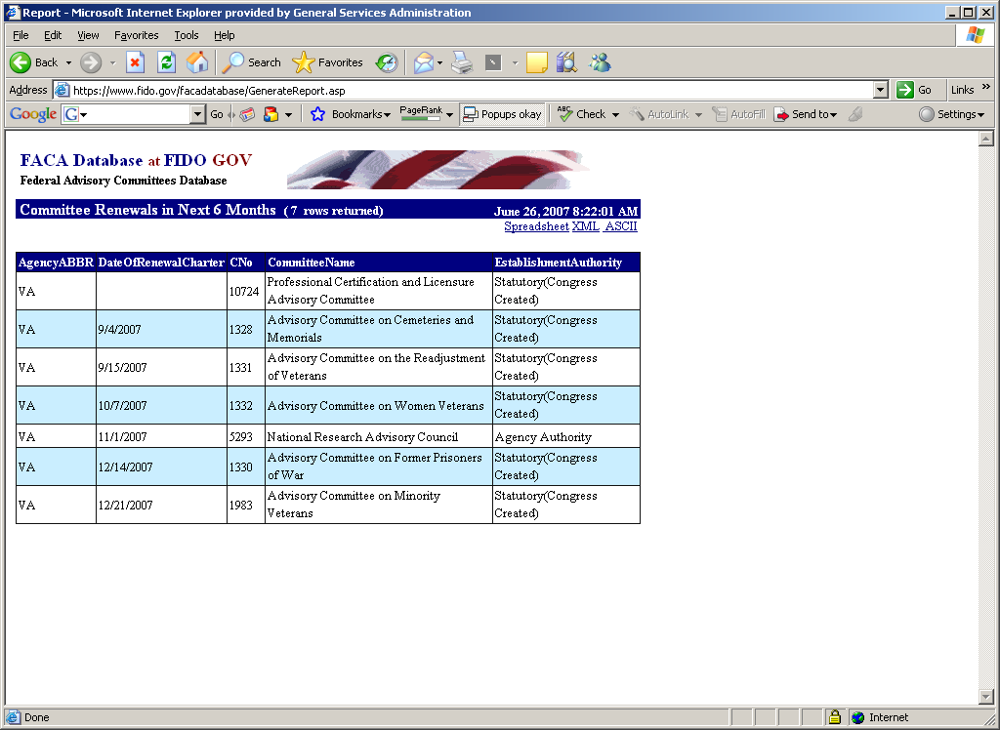 Report - Microsoft Internet Explorer provided by General Services Administration
File Edit View Favorites Tools Help
Back Search Favorites
Address https://www.fido.gov/facadatabase/GenerateReport.asp Go Links »
Google G Go Bookmarks PageRank Popups okay ABC Check AutoLink AutoFill Send to Settings
FACA Database at FIDO GOV
Federal Advisory Committees Database
Committee Renewals in Next 6 Months ( 7 rows returned) June 26, 2007 8:22:01 AM
Spreadsheet XML ASCII
AgencyABBR DateOfRenewalCharter CNo CommitteeName EstablishmentAuthority
VA 10724 Professional Certification and Licensure Statutory(Congress
Advisory Committee Created)
VA 9/4/2007 1328 Advisory Committee on Cemeteries and Statutory(Congress
Memorials Created)
VA 9/15/2007 1331 Advisory Committee on the Readjustment Statutory(Congress
of Veterans Created)
VA 10/7/2007 1332 Advisory Committee on Women Veterans Statutory(Congress
Created)
VA 11/1/2007 5293 National Research Advisory Council Agency Authority
VA 12/14/2007 1330 Advisory Committee on Former Prisoners Statutory(Congress
of War Created)
VA 12/21/2007 1983 Advisory Committee on Minority Statutory(Congress
Veterans Created)
Done Internet